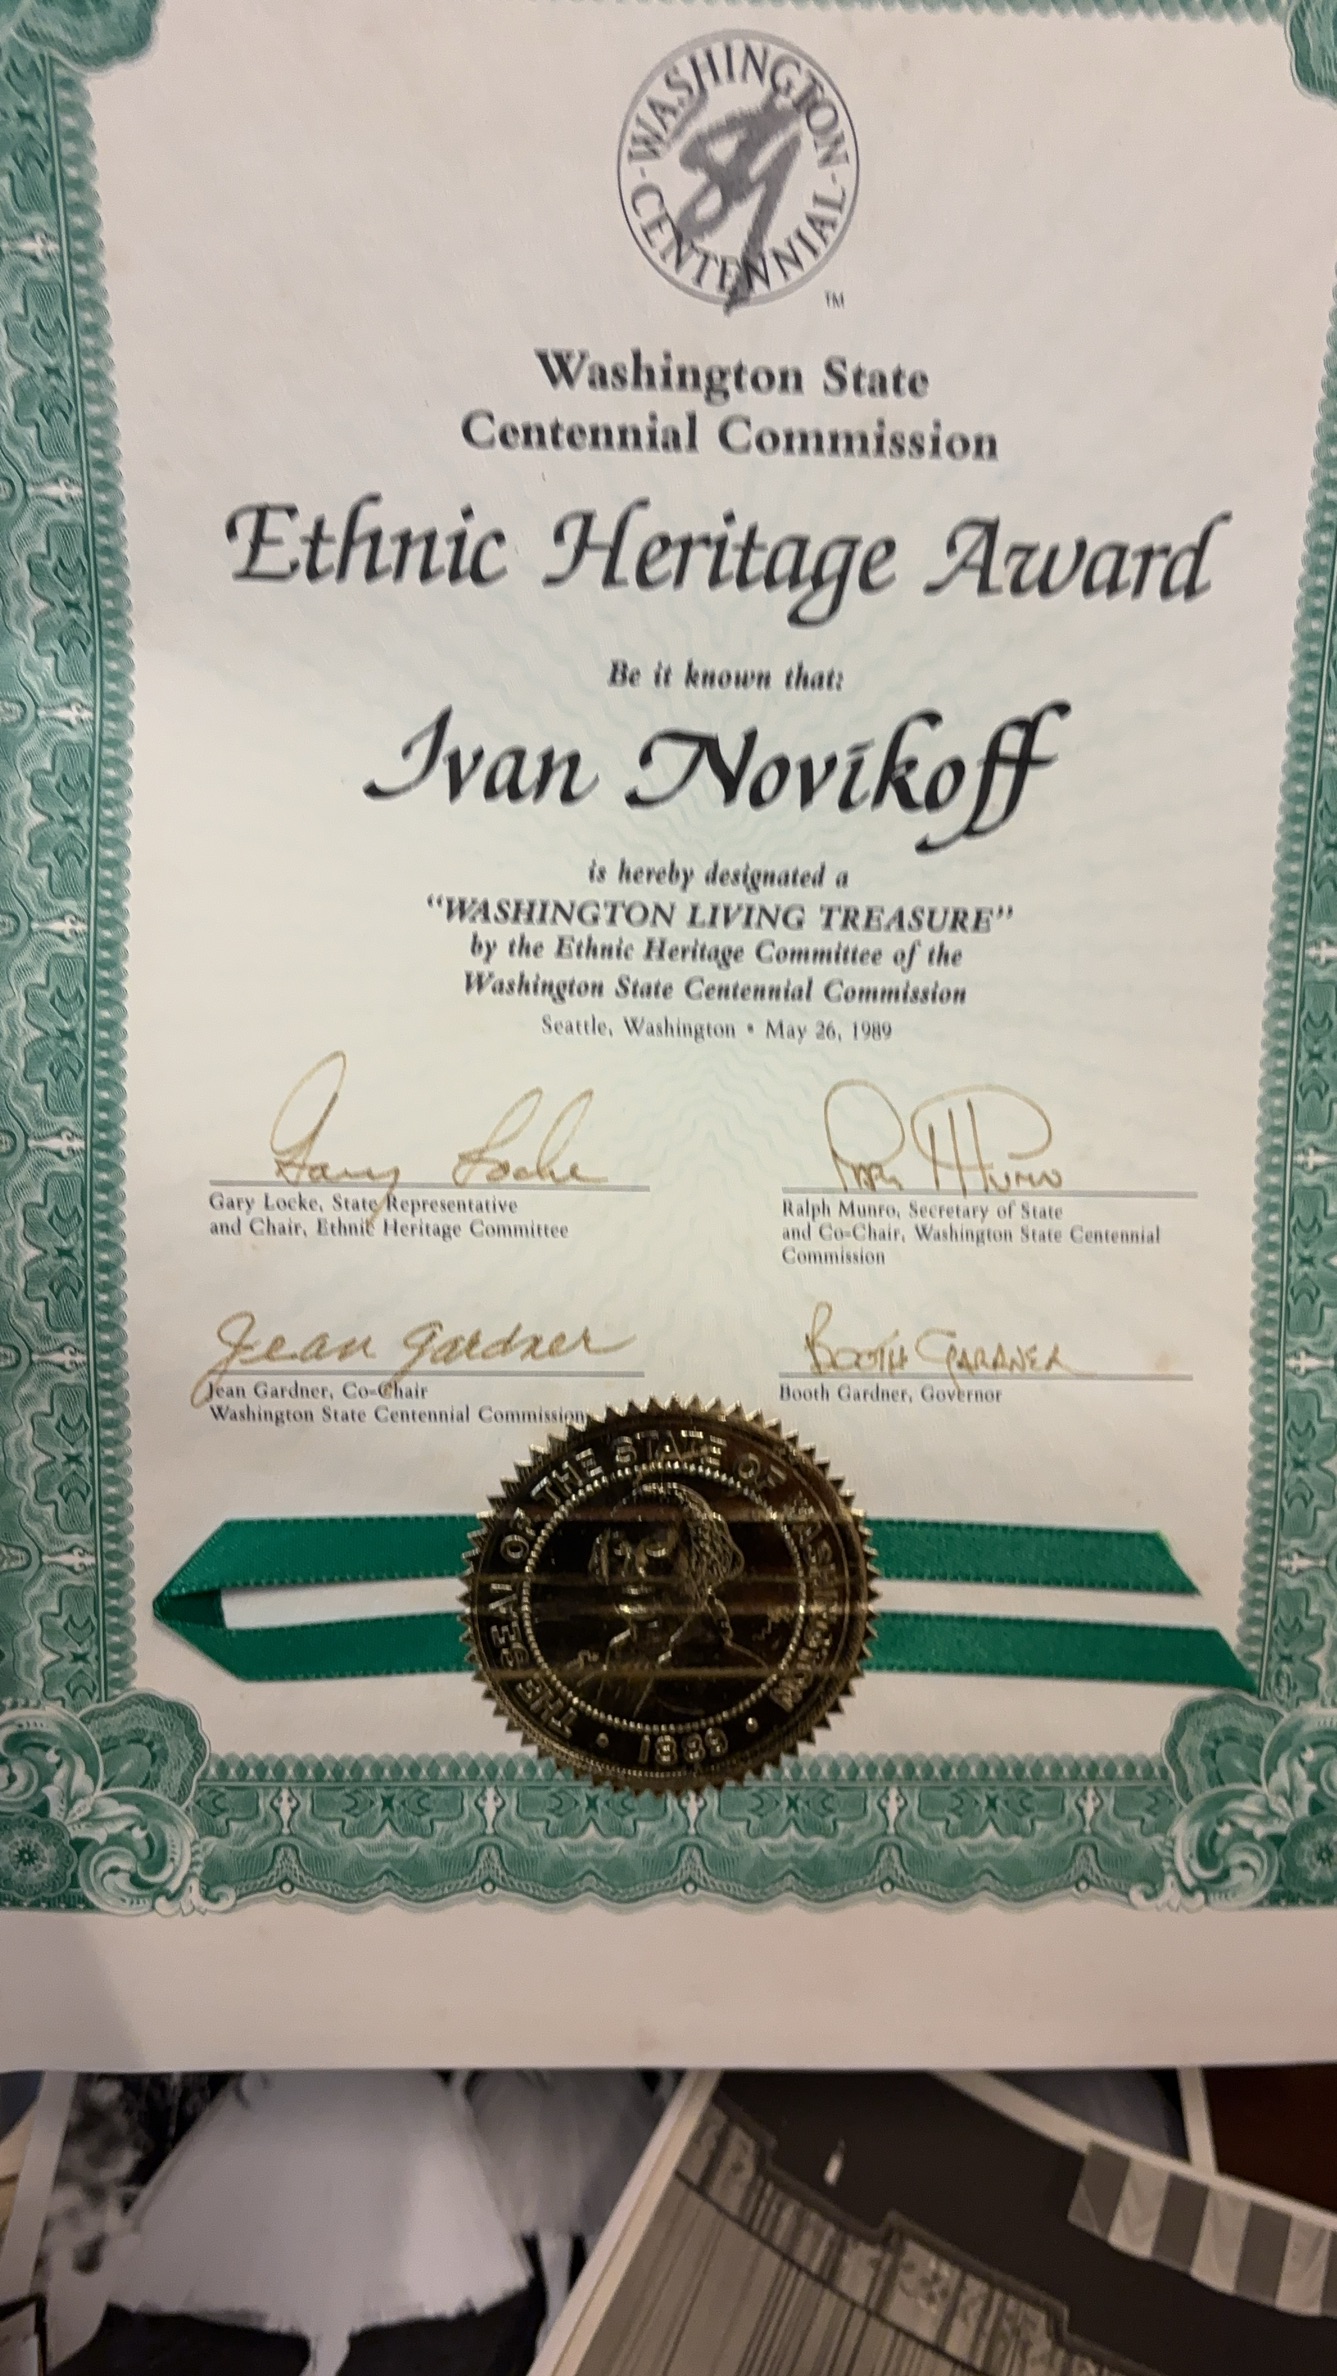 WASHINGTON
89
CENTENNIAL
TM
Washington State
Centennial Commission
Ethnic Heritage Award
Be it known that:
Ivan Novikoff
is hereby designated a
“WASHINGTON LIVING TREASURE”
by the Ethnic Heritage Committee of the
Washington State Centennial Commission
Seattle, Washington • May 26, 1989
Gary Locke
Gary Locke, State Representative
and Chair, Ethnic Heritage Committee
Ralph Munro
Ralph Munro, Secretary of State
and Co-Chair, Washington State Centennial
Commission
Jean Gardner
Jean Gardner, Co-Chair
Washington State Centennial Commission
Booth Gardner
Booth Gardner, Governor
THE SEAL OF THE STATE OF WASHINGTON
1889